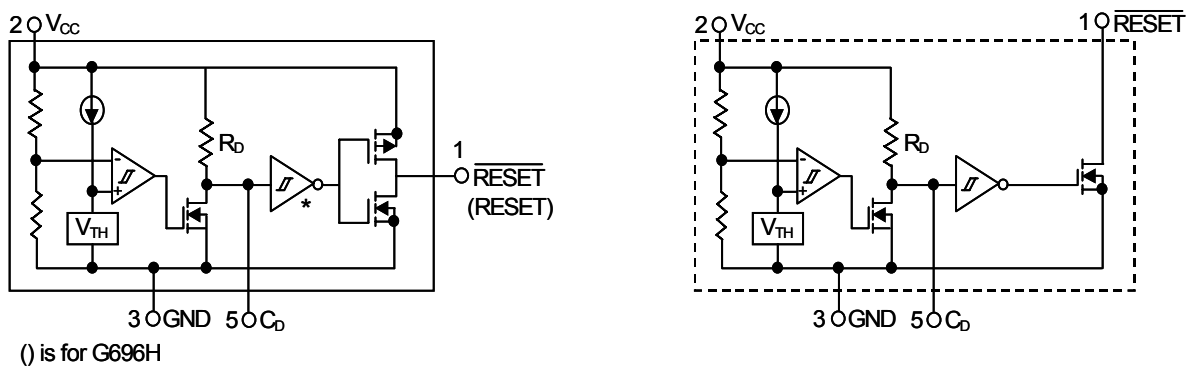 2 VCC
RD
-
+
VTH
*
1
RESET
(RESET)
3 GND 5 CD
() is for G696H
2 VCC
1 RESET
RD
-
+
VTH
3 GND 5 CD